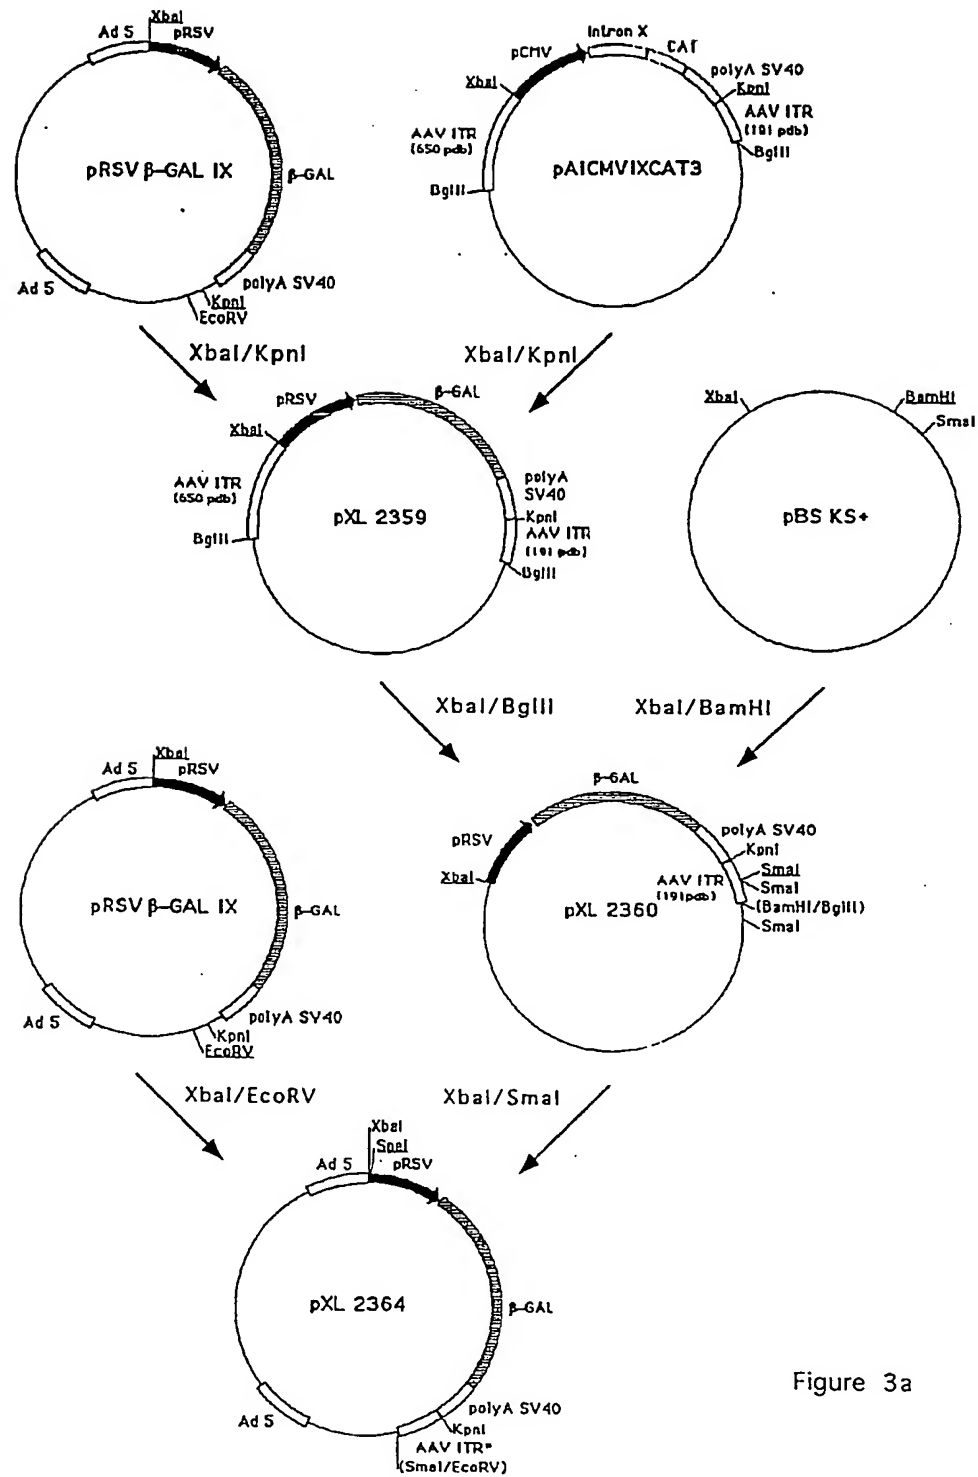 XbaI
Ad 5
pRSV
pRSV β-GAL IX
β-GAL
polyA SV40
Ad 5
KpnI
EcoRV
Intron X
pCMV
CAT
polyA SV40
XbaI
KpnI
AAV ITR
(650 pdb)
AAV ITR
(191 pdb)
BglII
BglII
pAICMVIXCAT3
XbaI/KpnI
XbaI/KpnI
β-GAL
pRSV
XbaI
AAV ITR
(650 pdb)
polyA
SV40
pXL 2359
KpnI
AAV ITR
(191 pdb)
BglII
BglII
XbaI
BamHI
SmaI
pBS KS+
XbaI/BglII
XbaI/BamHI
XbaI
Ad 5
pRSV
pRSV β-GAL IX
β-GAL
polyA SV40
Ad 5
KpnI
EcoRV
β-GAL
pRSV
polyA SV40
KpnI
XbaI
AAV ITR
(191pdb)
SmaI
SmaI
(BamHI/BglII)
pXL 2360
SmaI
XbaI/EcoRV
XbaI/SmaI
XbaI
SpeI
Ad 5
pRSV
pXL 2364
β-GAL
polyA SV40
Ad 5
KpnI
AAV ITR*
(SmaI/EcoRV)
Figure 3a